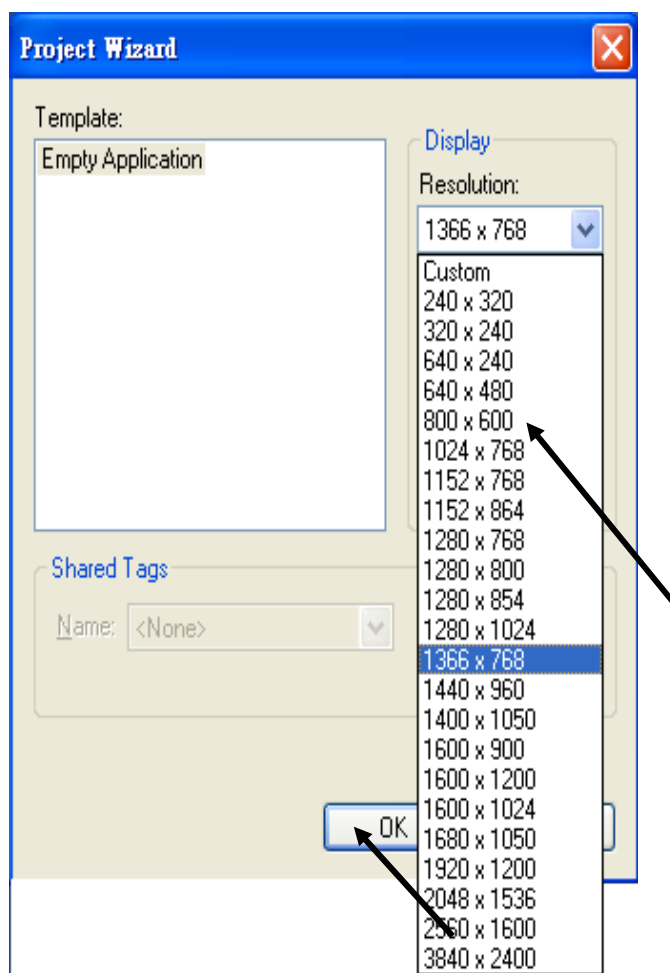 Project Wizard
Template:
Empty Application
Display
Resolution:
1366 x 768
Custom
240 x 320
320 x 240
640 x 240
640 x 480
800 x 600
1024 x 768
1152 x 768
1152 x 864
1280 x 768
1280 x 800
1280 x 854
1280 x 1024
1366 x 768
1440 x 960
1400 x 1050
1600 x 900
1600 x 1200
1600 x 1024
1680 x 1050
1920 x 1200
2048 x 1536
2560 x 1600
3840 x 2400
Shared Tags
Name: <None>
OK